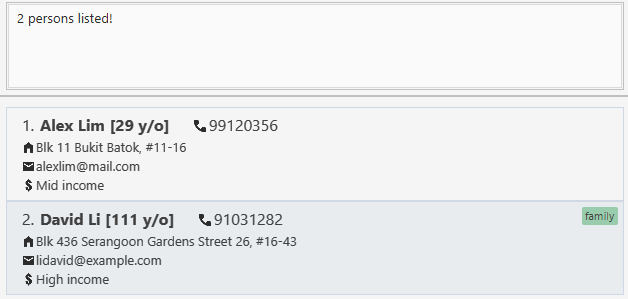 2 persons listed!
1. Alex Lim [29 y/o] 99120356
Blk 11 Bukit Batok, #11-16
alexlim@mail.com
$ Mid income
2. David Li [111 y/o] 91031282 family
Blk 436 Serangoon Gardens Street 26, #16-43
lidavid@example.com
$ High income